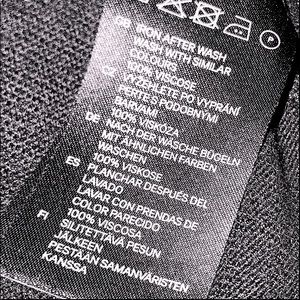 P
GB IRON AFTER WASH
WASH WITH SIMILAR
COLOURS
100% VISCOSE
CZ VYŽEHLETE PO VYPRÁNÍ
PERTE S PODOBNÝMI
BARVAMI
100% VISKÓZA
DE NACH DER WÄSCHE BÜGELN
MIT ÄHNLICHEN FARBEN
WASCHEN
100% VISKOSE
ES PLANCHAR DESPUÉS DEL
LAVADO
LAVAR CON PRENDAS DE
COLOR PARECIDO
100% VISCOSA
FI SILITETTÄVÄ PESUN
JÄLKEEN
PESTÄÄN SAMANVÄRISTEN
KANSSA